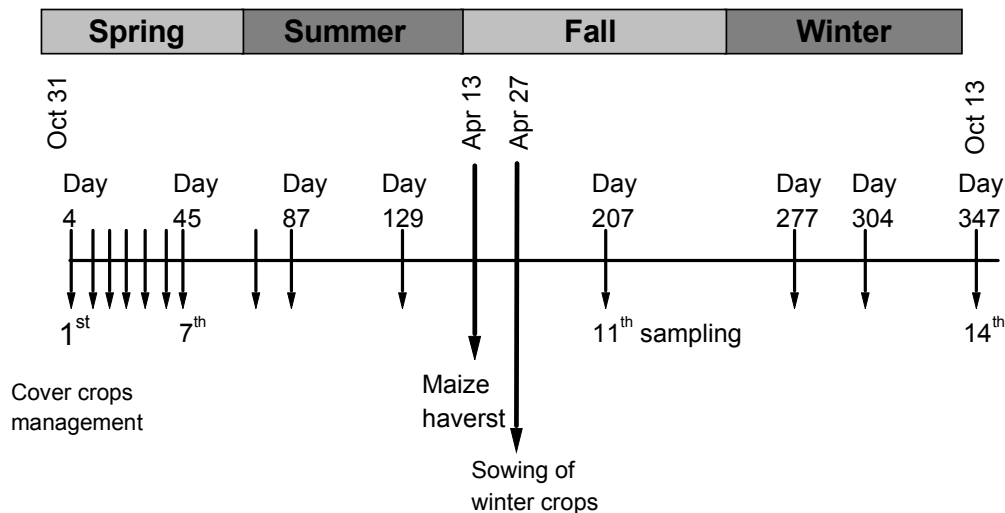 Spring Summer Fall Winter
Oct 31 Apr 13 Apr 27 Oct 13
Day Day Day Day Day Day Day Day
4 45 87 129 207 277 304 347
1st 7th 11th sampling 14th
Cover crops
management
Maize
haverst
Sowing of
winter crops